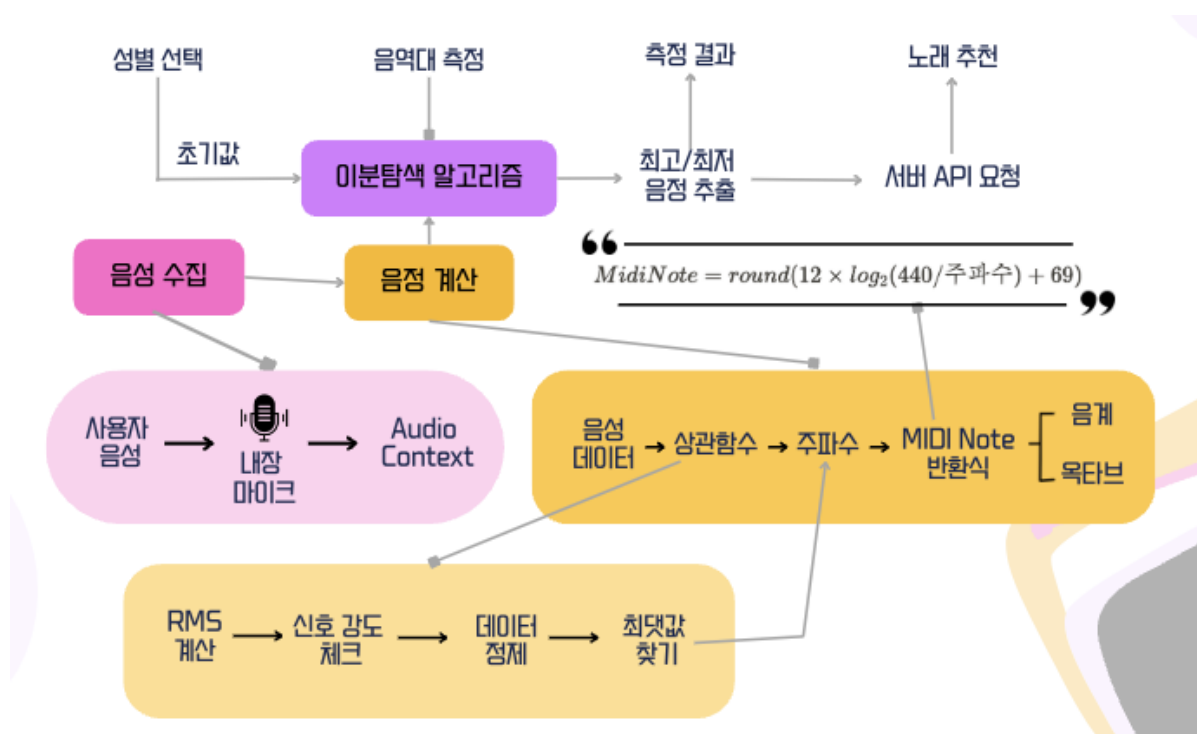 성별 선택
음역대 측정
측정 결과
노래 추천
초기값
이분탐색 알고리즘
최고/최저
음정 추출
서버 API 요청
음성 수집
음정 계산
“
MidiNote = round(12 × log₂(440/주파수) + 69)
”
사용자
음성
내장
마이크
Audio
Context
음성
데이터
상관함수
주파수
MIDI Note
반환식
음계
옥타브
RMS
계산
신호 강도
체크
데이터
정제
최댓값
찾기